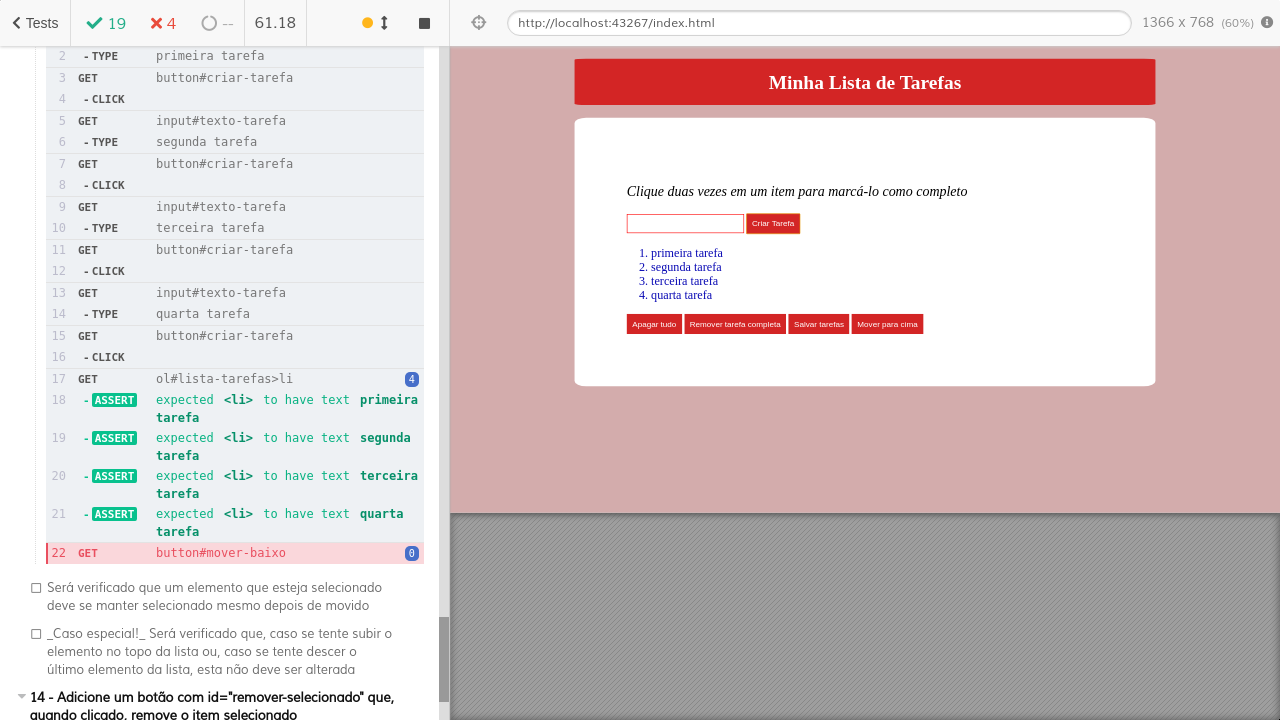 Tests
19
4
--
61.18
http://localhost:43267/index.html
1366 x 768 (60%)
2 - TYPE primeira tarefa
3 GET button#criar-tarefa
4 - CLICK
5 GET input#texto-tarefa
6 - TYPE segunda tarefa
7 GET button#criar-tarefa
8 - CLICK
9 GET input#texto-tarefa
10 - TYPE terceira tarefa
11 GET button#criar-tarefa
12 - CLICK
13 GET input#texto-tarefa
14 - TYPE quarta tarefa
15 GET button#criar-tarefa
16 - CLICK
17 GET ol#lista-tarefas>li 4
18 - ASSERT expected <li> to have text primeira
tarefa
19 - ASSERT expected <li> to have text segunda
tarefa
20 - ASSERT expected <li> to have text terceira
tarefa
21 - ASSERT expected <li> to have text quarta
tarefa
22 GET button#mover-baixo 0
Será verificado que um elemento que esteja selecionado
deve se manter selecionado mesmo depois de movido
_Caso especial!_ Será verificado que, caso se tente subir o
elemento no topo da lista ou, caso se tente descer o
último elemento da lista, esta não deve ser alterada
14 - Adicione um botão com id="remover-selecionado" que,
quando clicado, remove o item selecionado
Minha Lista de Tarefas
Clique duas vezes em um item para marcá-lo como completo
Criar Tarefa
1. primeira tarefa
2. segunda tarefa
3. terceira tarefa
4. quarta tarefa
Apagar tudo Remover tarefa completa Salvar tarefas Mover para cima